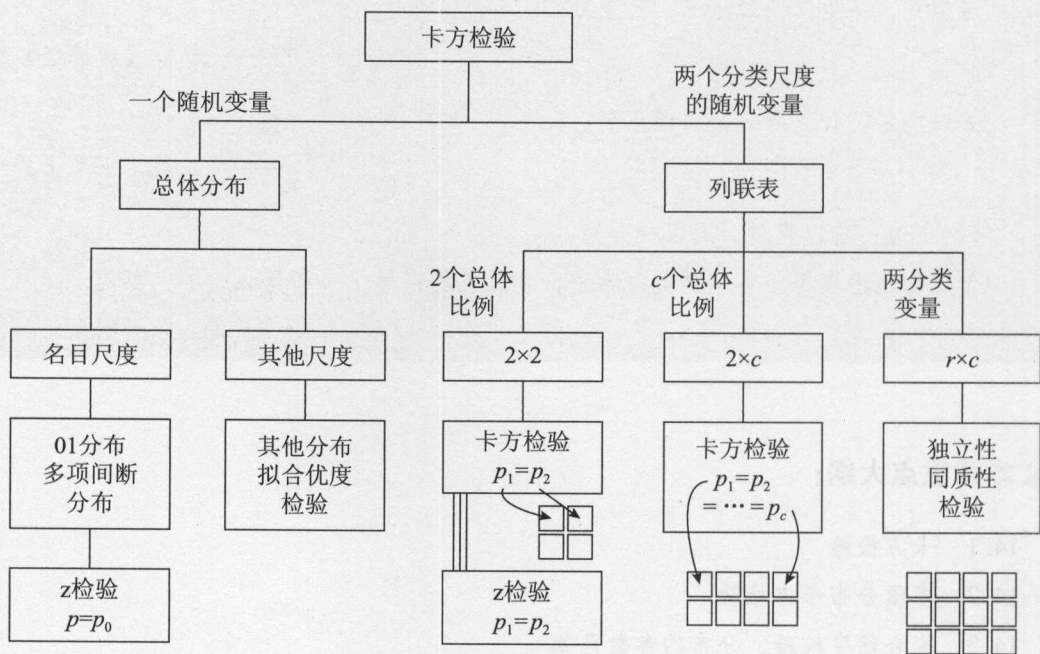 卡方检验
一个随机变量
两个分类尺度
的随机变量
总体分布
列联表
2个总体
比例
c个总体
比例
两分类
变量
名目尺度
其他尺度
2×2
2×c
r×c
01分布
多项间断
分布
其他分布
拟合优度
检验
卡方检验
p₁=p₂
卡方检验
p₁=p₂
=⋯=p_c
独立性
同质性
检验
z检验
p=p₀
z检验
p₁=p₂